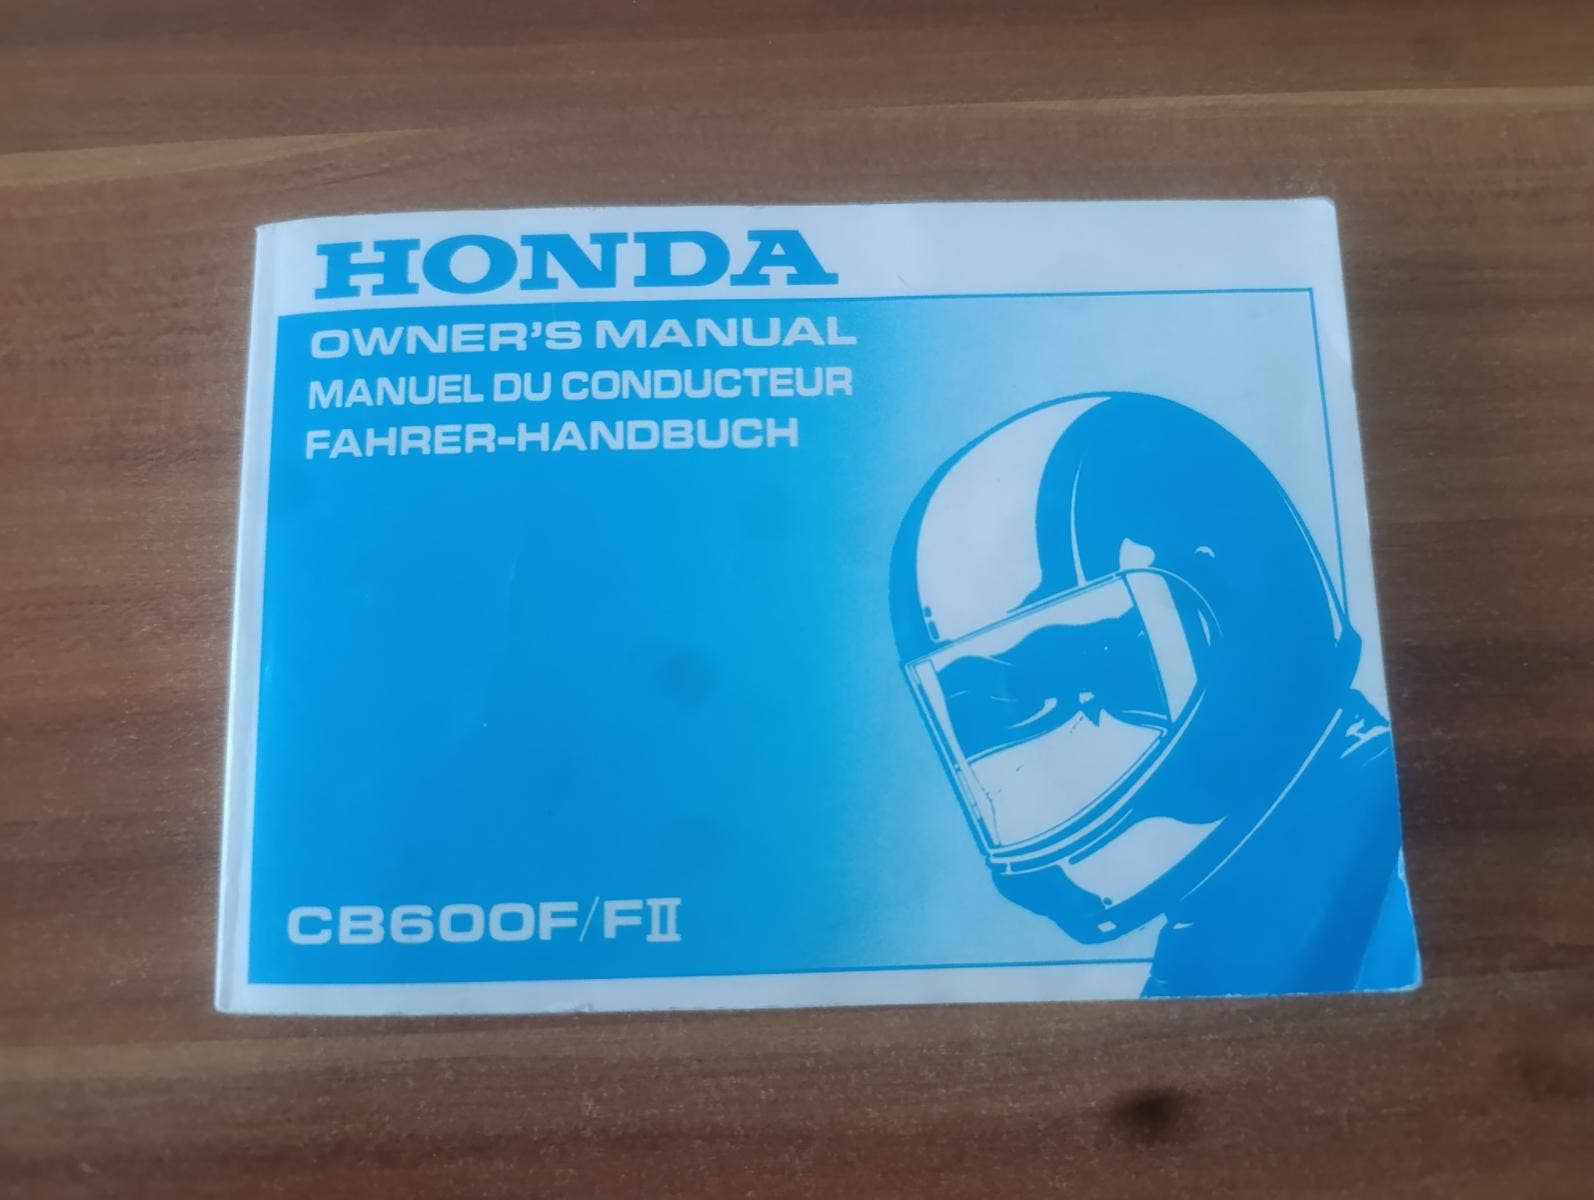 HONDA
OWNER'S MANUAL
MANUEL DU CONDUCTEUR
FAHRER-HANDBUCH
CB600F/FII